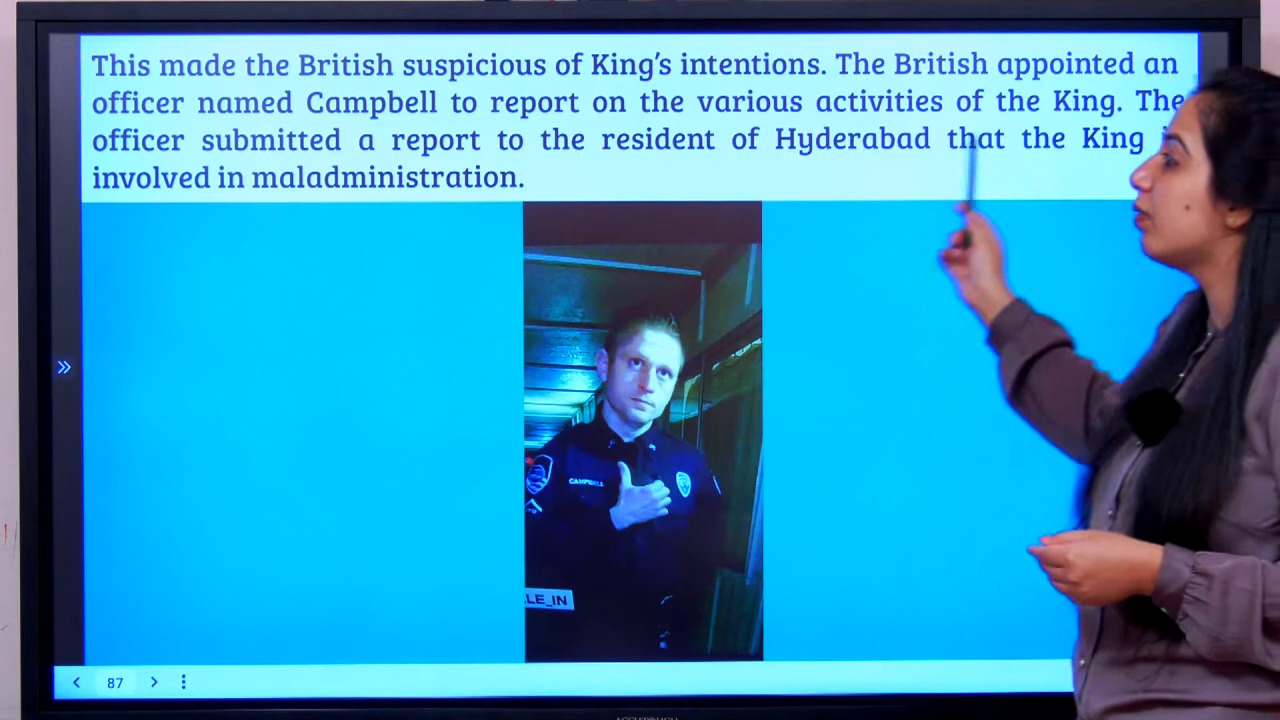 This made the British suspicious of King's intentions. The British appointed an
officer named Campbell to report on the various activities of the King. The
officer submitted a report to the resident of Hyderabad that the King
involved in maladministration.
CAMPBELL
LE_IN
87